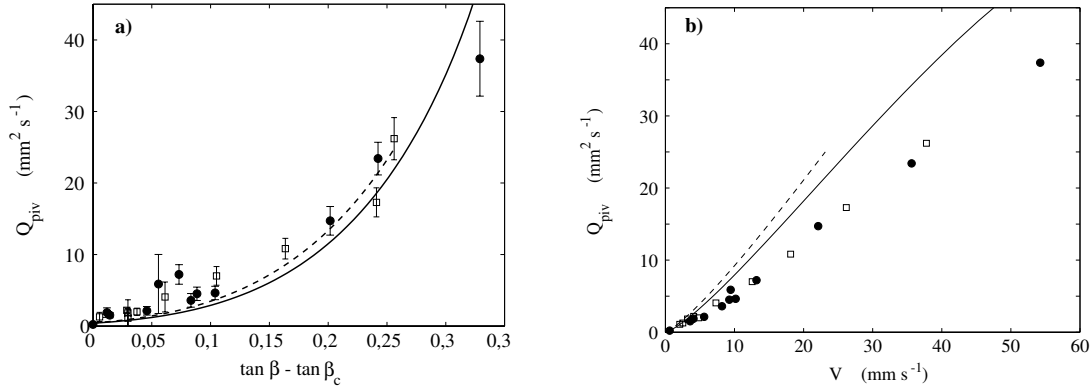 a)
40
30
20
10
0
Q_piv (mm² s⁻¹)
0 0,05 0,1 0,15 0,2 0,25 0,3 0,3
tan β - tan β_c
b)
40
30
20
10
0
Q_piv (mm² s⁻¹)
0 10 20 30 40 50 60
V (mm s⁻¹)